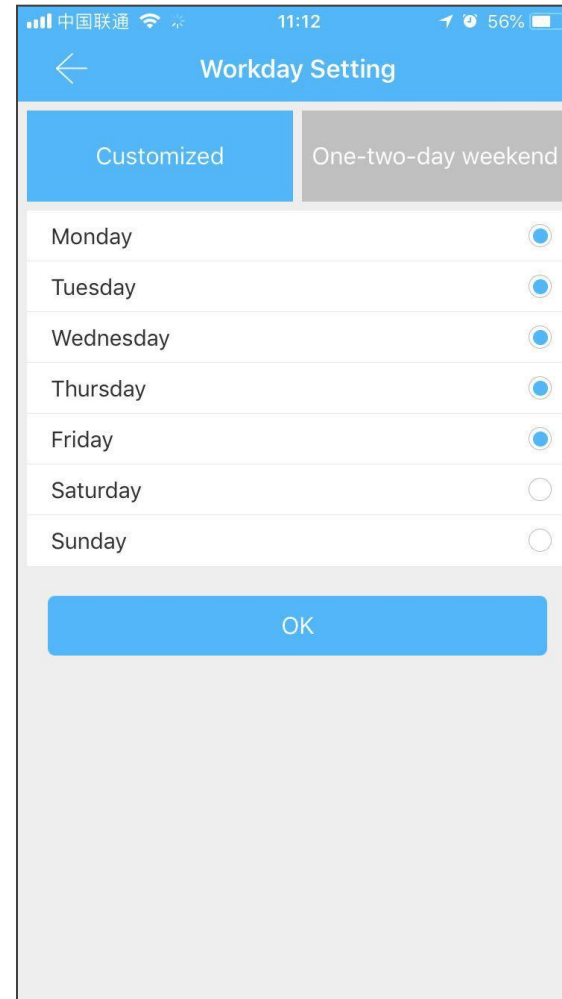 中国联通 11:12 56%
Workday Setting
Customized One-two-day weekend
Monday
Tuesday
Wednesday
Thursday
Friday
Saturday
Sunday
OK